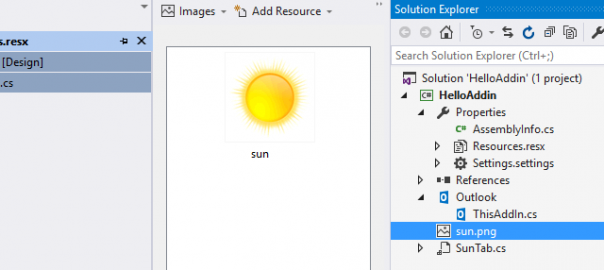 s.resx
[Design]
.cs
Images
Add Resource
sun
Solution Explorer
Search Solution Explorer (Ctrl+;)
Solution 'HelloAddin' (1 project)
HelloAddin
Properties
AssemblyInfo.cs
Resources.resx
Settings.settings
References
Outlook
ThisAddIn.cs
sun.png
SunTab.cs